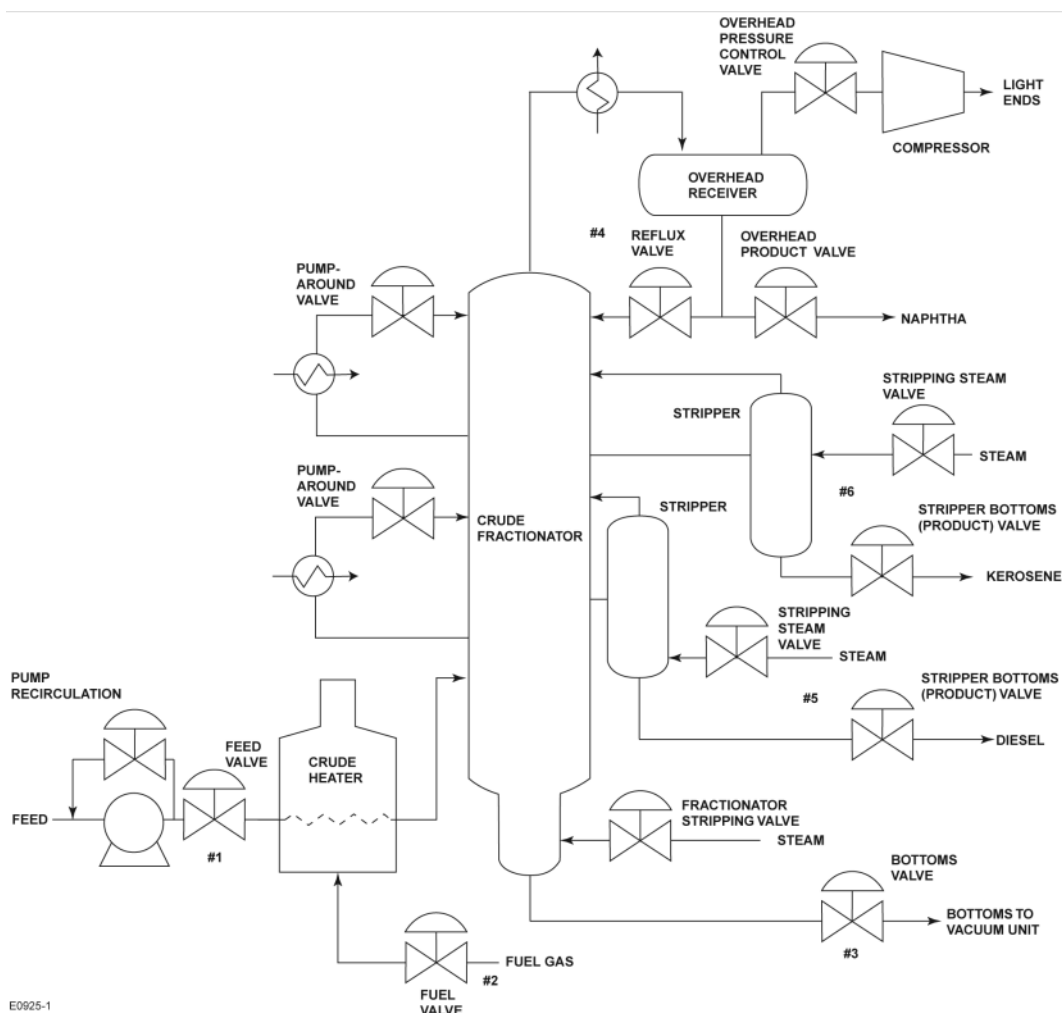 OVERHEAD
PRESSURE
CONTROL
VALVE
LIGHT
ENDS
COMPRESSOR
OVERHEAD
RECEIVER
#4
REFLUX
VALVE
OVERHEAD
PRODUCT VALVE
NAPHTHA
PUMP-
AROUND
VALVE
STRIPPING STEAM
VALVE
STRIPPER
STEAM
#6
PUMP-
AROUND
VALVE
CRUDE
FRACTIONATOR
STRIPPER
STRIPPER BOTTOMS
(PRODUCT) VALVE
KEROSENE
STRIPPING
STEAM
VALVE
STEAM
#5
STRIPPER BOTTOMS
(PRODUCT) VALVE
DIESEL
PUMP
RECIRCULATION
FEED
VALVE
CRUDE
HEATER
FEED
#1
FRACTIONATOR
STRIPPING VALVE
STEAM
BOTTOMS
VALVE
BOTTOMS TO
VACUUM UNIT
#3
FUEL GAS
#2
FUEL
VALVE
E0925-1